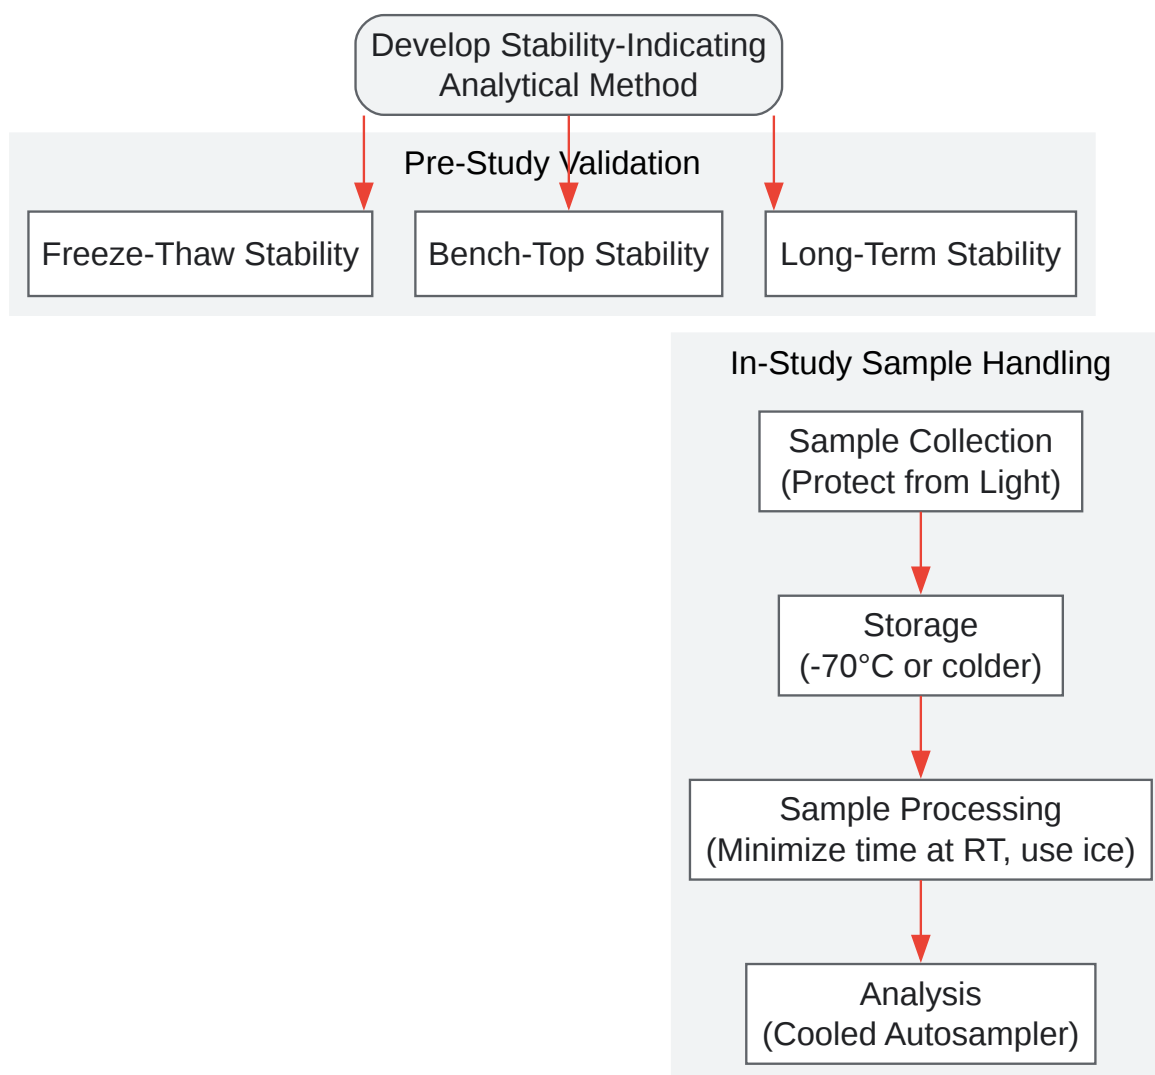 Develop Stability-Indicating
Analytical Method
Pre-Study Validation
Freeze-Thaw Stability
Bench-Top Stability
Long-Term Stability
In-Study Sample Handling
Sample Collection
(Protect from Light)
Storage
(-70°C or colder)
Sample Processing
(Minimize time at RT, use ice)
Analysis
(Cooled Autosampler)